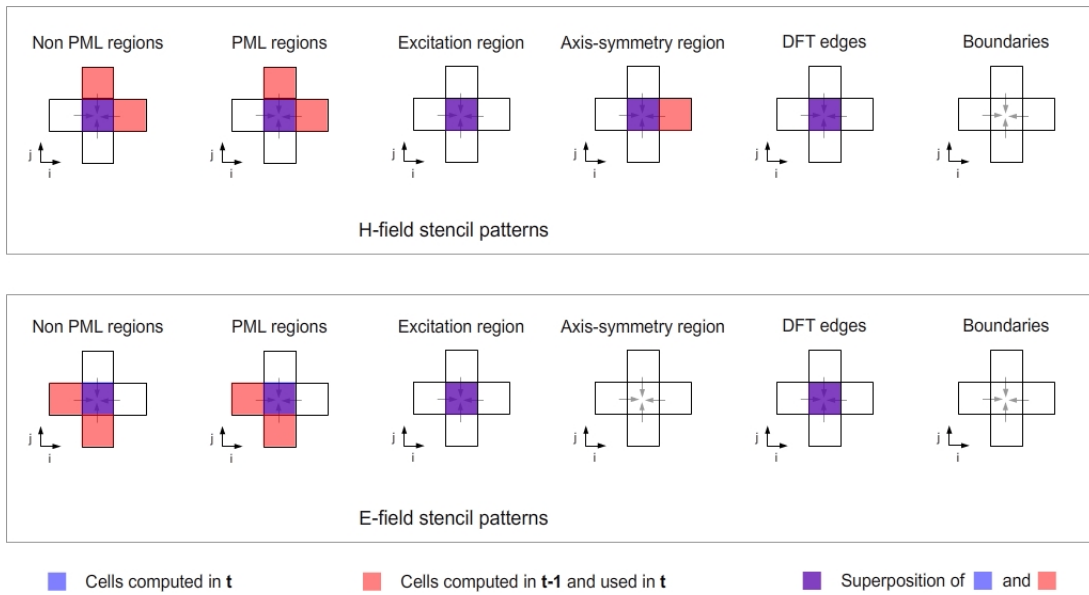 Non PML regions PML regions Excitation region Axis-symmetry region DFT edges Boundaries
j j j j j j
i i i i i i
H-field stencil patterns
Non PML regions PML regions Excitation region Axis-symmetry region DFT edges Boundaries
j j j j j j
i i i i i i
E-field stencil patterns
Cells computed in t Cells computed in t-1 and used in t Superposition of and